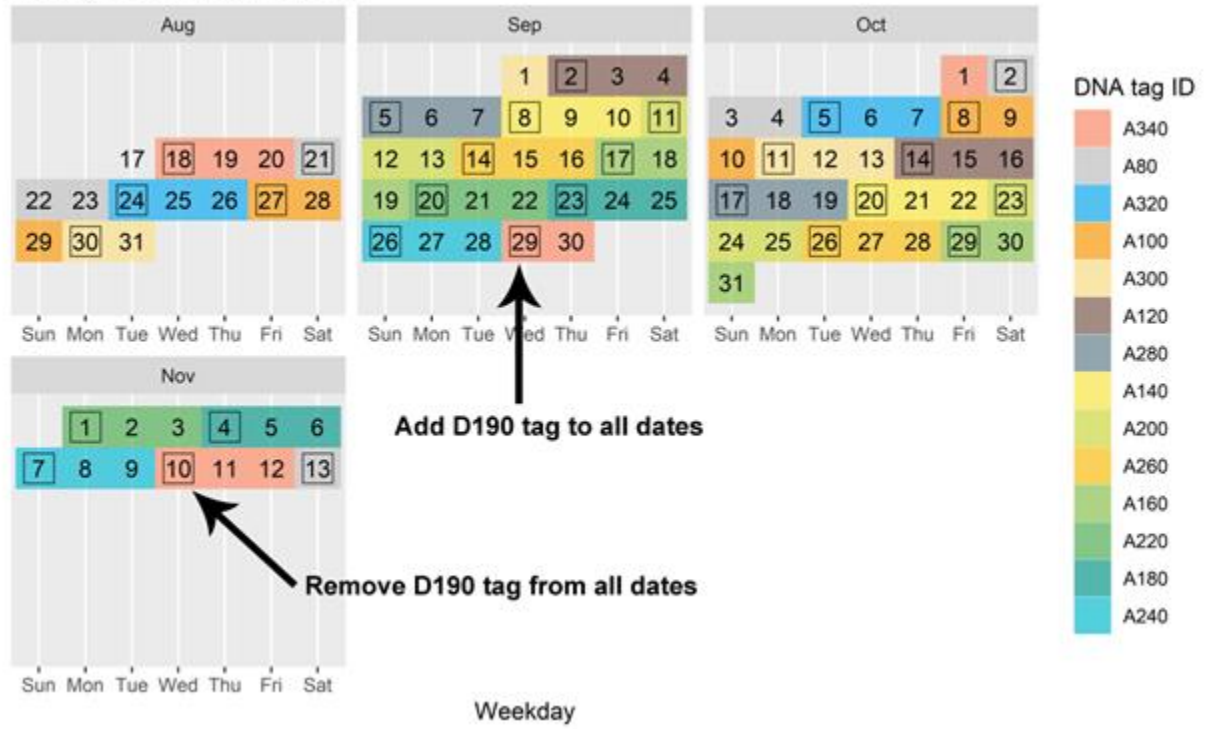 Aug Sep Oct
1 2 3 4 1 2
5 6 7 8 9 10 11 3 4 5 6 7 8 9
17 18 19 20 21 12 13 14 15 16 17 18 10 11 12 13 14 15 16
22 23 24 25 26 27 28 19 20 21 22 23 24 25 17 18 19 20 21 22 23
29 30 31 26 27 28 29 30 24 25 26 27 28 29 30
31
Sun Mon Tue Wed Thu Fri Sat Sun Mon Tue Wed Thu Fri Sat Sun Mon Tue Wed Thu Fri Sat
Nov
1 2 3 4 5 6
7 8 9 10 11 12 13
Add D190 tag to all dates
Remove D190 tag from all dates
Sun Mon Tue Wed Thu Fri Sat
Weekday
DNA tag ID
A340
A80
A320
A100
A300
A120
A280
A140
A200
A260
A160
A220
A180
A240